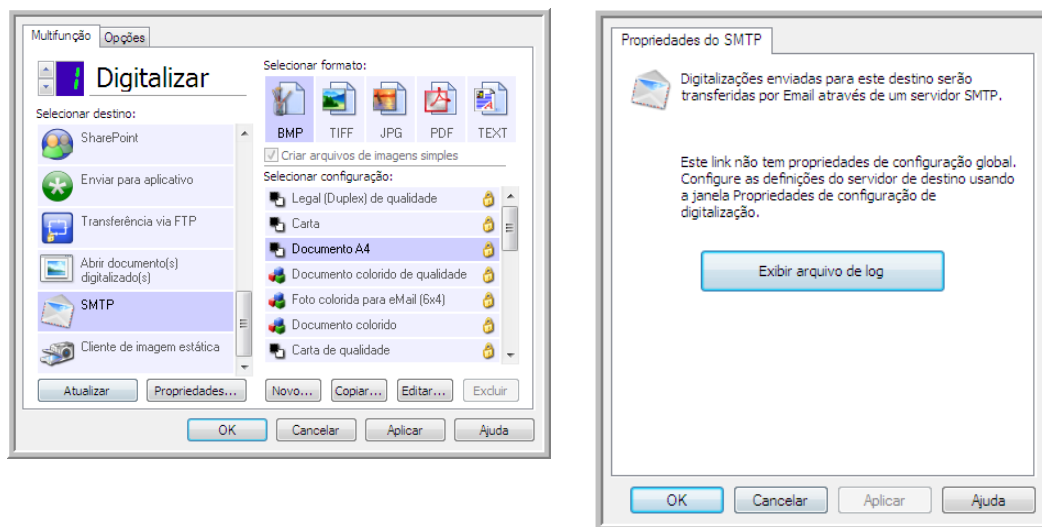 Multifunção
Opções
1
Digitalizar
Selecionar destino:
SharePoint
Enviar para aplicativo
Transferência via FTP
Abrir documento(s)
digitalizado(s)
SMTP
Cliente de imagem estática
Atualizar
Propriedades...
Selecionar formato:
BMP
TIFF
JPG
PDF
TEXT
Criar arquivos de imagens simples
Selecionar configuração:
Legal (Duplex) de qualidade
Carta
Documento A4
Documento colorido de qualidade
Foto colorida para eMail (6x4)
Documento colorido
Carta de qualidade
Novo...
Copiar...
Editar...
Excluir
OK
Cancelar
Aplicar
Ajuda
Propriedades do SMTP
Digitalizações enviadas para este destino serão
transferidas por Email através de um servidor SMTP.
Este link não tem propriedades de configuração global.
Configure as definições do servidor de destino usando
a janela Propriedades de configuração de
digitalização.
Exibir arquivo de log
OK
Cancelar
Aplicar
Ajuda